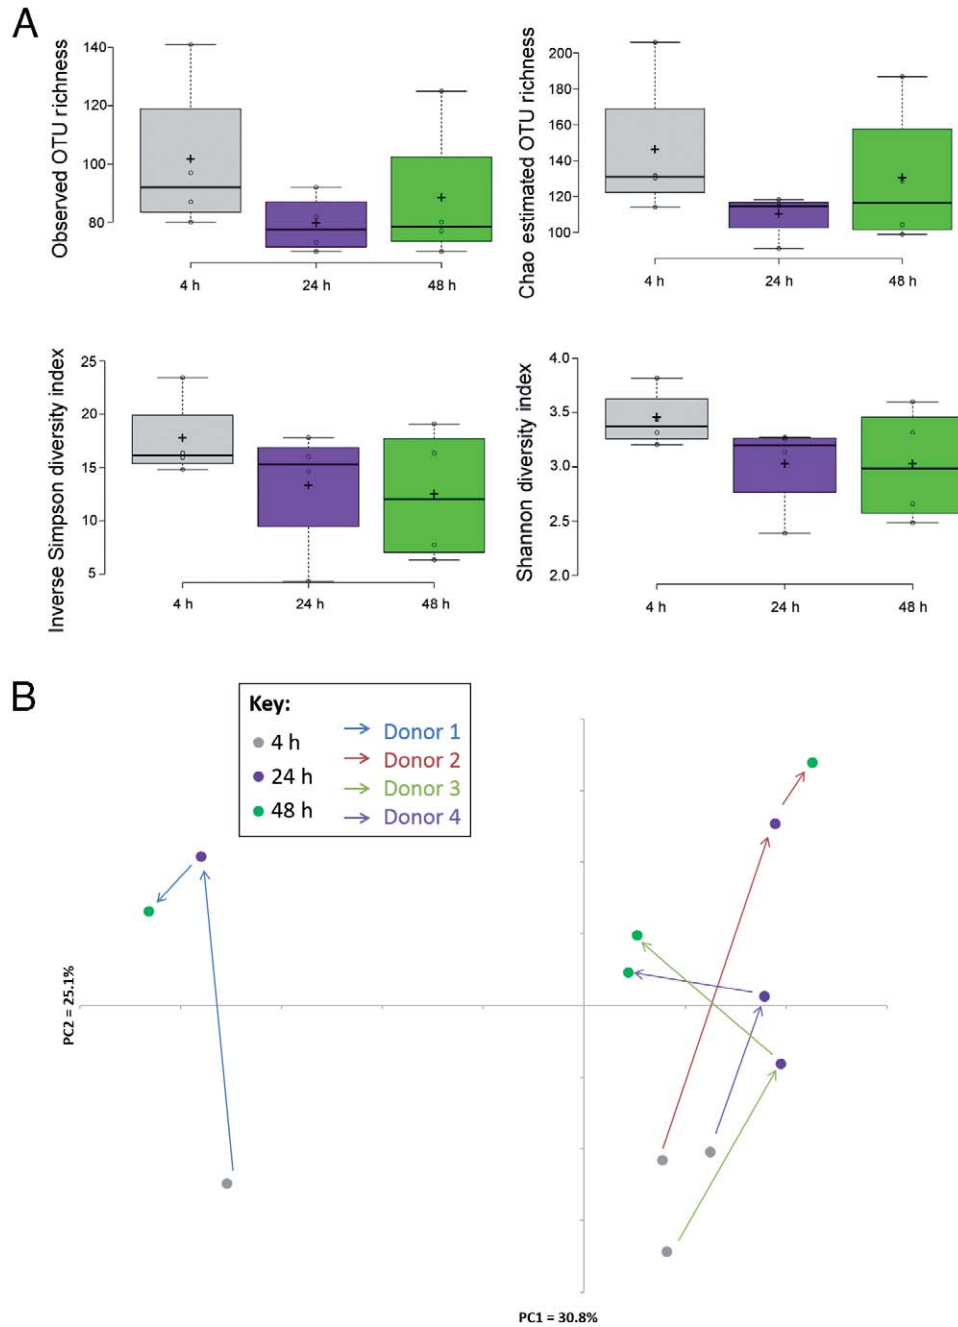 A
Observed OTU richness
140
120
100
80
4 h
24 h
48 h
Chao estimated OTU richness
200
180
160
140
120
100
4 h
24 h
48 h
Inverse Simpson diversity index
25
20
15
10
5
4 h
24 h
48 h
Shannon diversity index
4.0
3.5
3.0
2.5
2.0
4 h
24 h
48 h
B
Key:
4 h
24 h
48 h
Donor 1
Donor 2
Donor 3
Donor 4
PC2 = 25.1%
PC1 = 30.8%